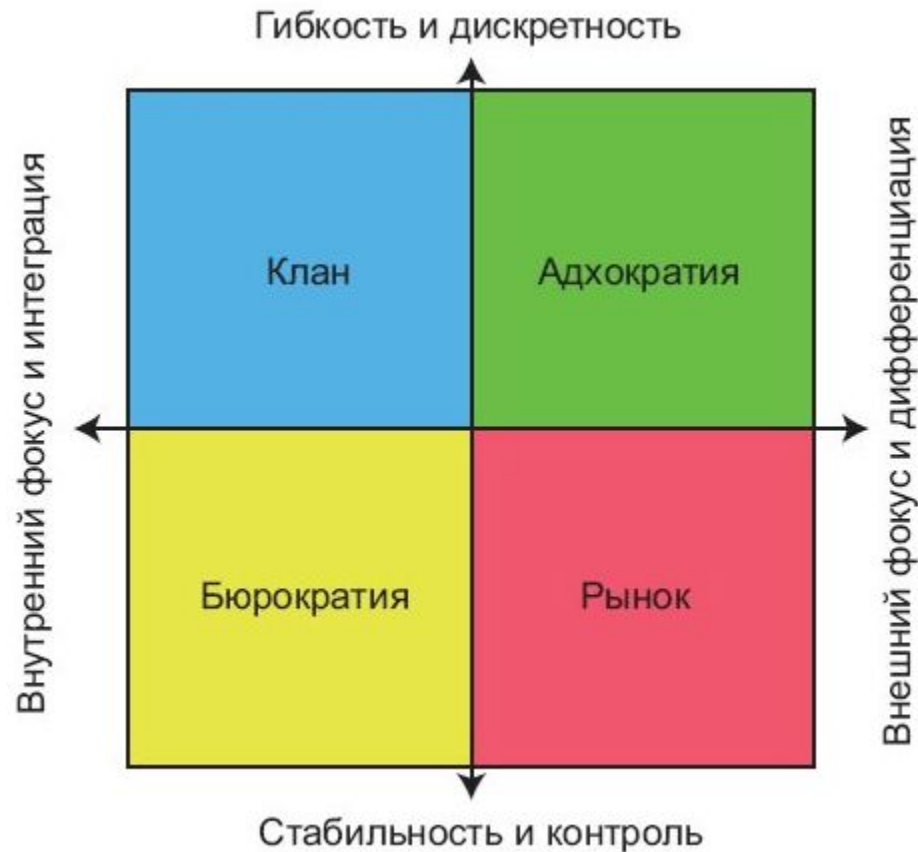 Гибкость и дискретность
Внутренний фокус и интеграция
Клан
Адхократия
Внешний фокус и дифференциация
Бюрократия
Рынок
Стабильность и контроль